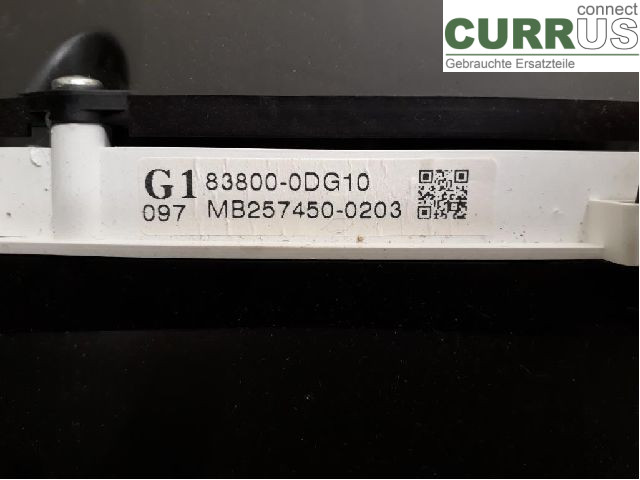 connect
CURRUS
Gebrauchte Ersatzteile
G1 83800-0DG10
097 MB257450-0203